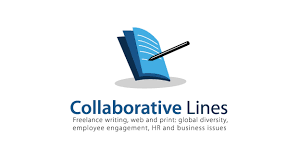 Collaborative Lines
Freelance writing, web and print: global diversity,
employee engagement, HR and business issues